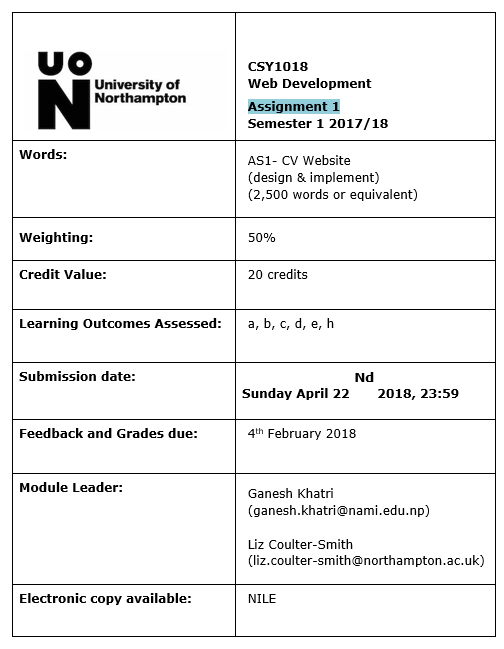 UON
University of
Northampton
CSY1018
Web Development
Assignment 1
Semester 1 2017/18
Words:
AS1- CV Website
(design & implement)
(2,500 words or equivalent)
Weighting:
50%
Credit Value:
20 credits
Learning Outcomes Assessed:
a, b, c, d, e, h
Submission date:
Nd
Sunday April 22 2018, 23:59
Feedback and Grades due:
4th February 2018
Module Leader:
Ganesh Khatri
(ganesh.khatri@nami.edu.np)
Liz Coulter-Smith
(liz.coulter-smith@northampton.ac.uk)
Electronic copy available:
NILE